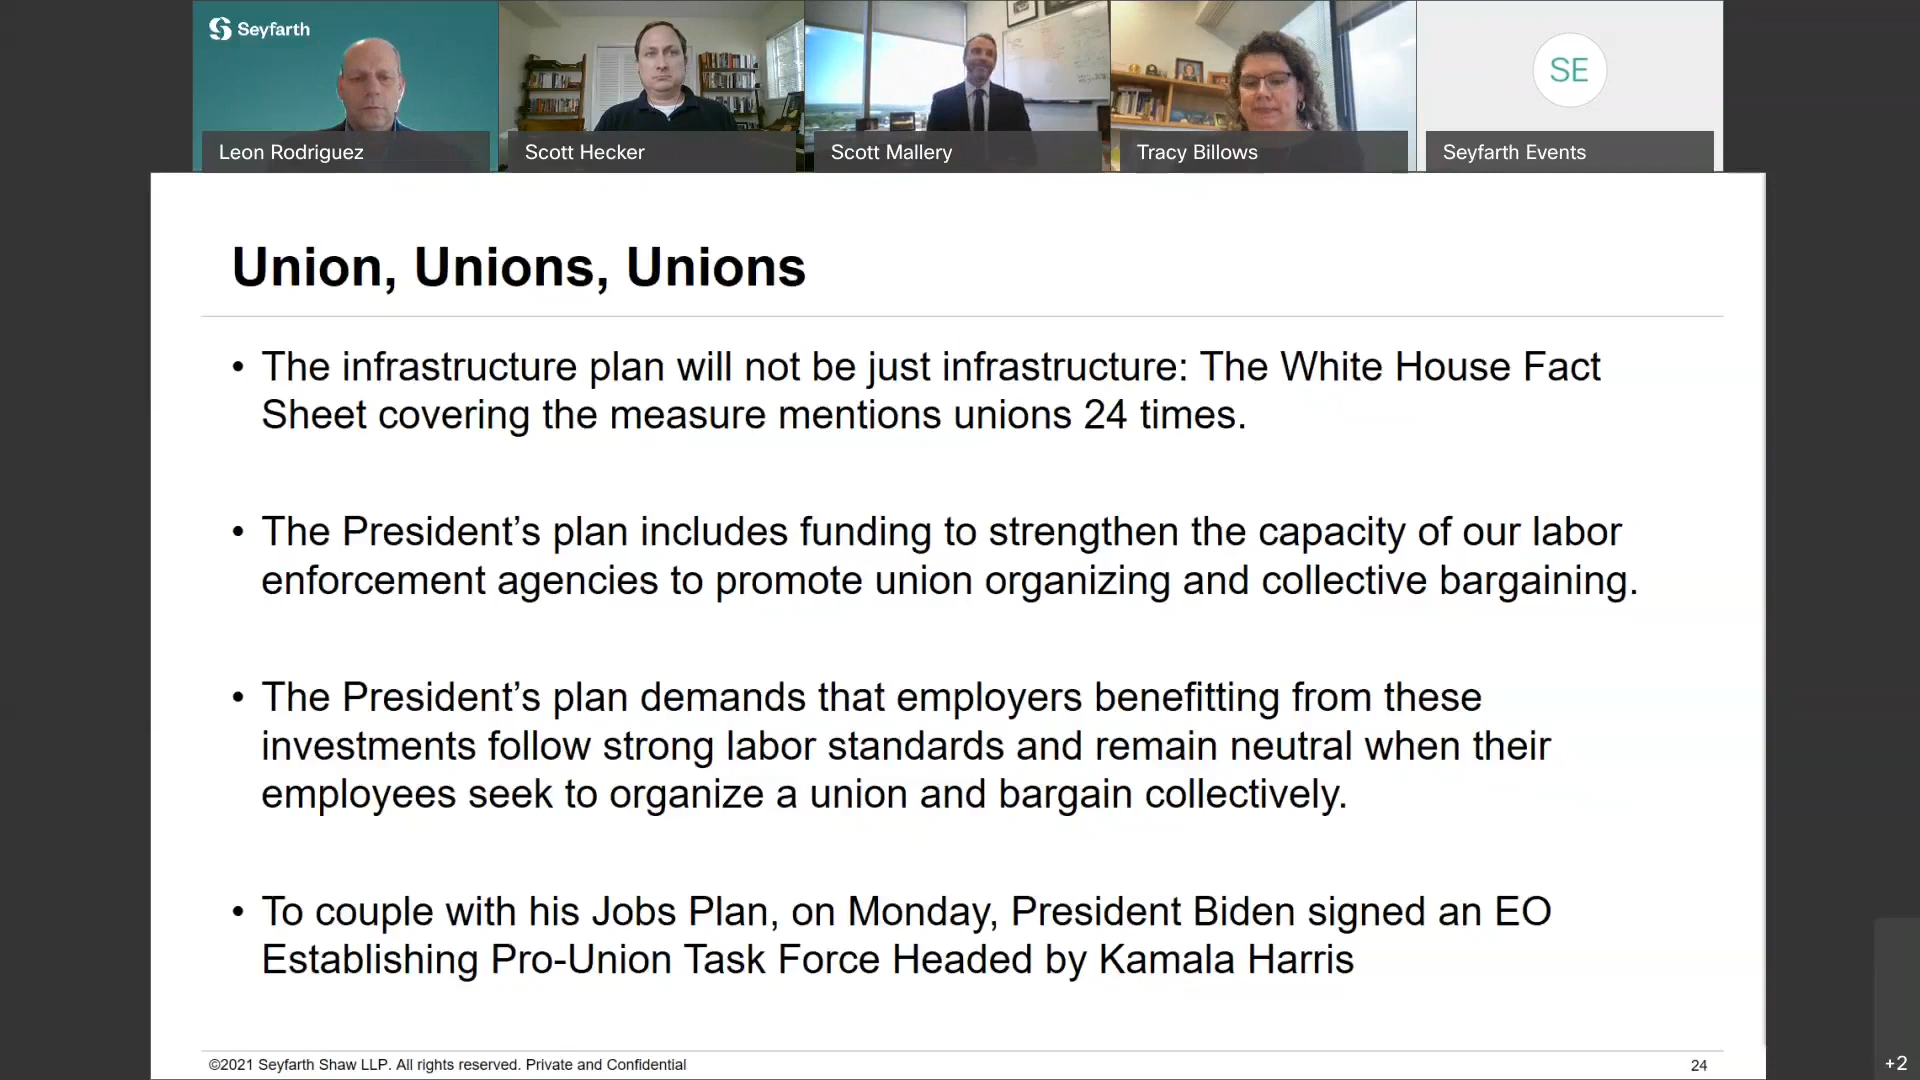 Seyfarth
Leon Rodriguez
Scott Hecker
Scott Mallery
Tracy Billows
SE
Seyfarth Events
Union, Unions, Unions
• The infrastructure plan will not be just infrastructure: The White House Fact
Sheet covering the measure mentions unions 24 times.
• The President’s plan includes funding to strengthen the capacity of our labor
enforcement agencies to promote union organizing and collective bargaining.
• The President’s plan demands that employers benefitting from these
investments follow strong labor standards and remain neutral when their
employees seek to organize a union and bargain collectively.
• To couple with his Jobs Plan, on Monday, President Biden signed an EO
Establishing Pro-Union Task Force Headed by Kamala Harris
©2021 Seyfarth Shaw LLP. All rights reserved. Private and Confidential
24
+2